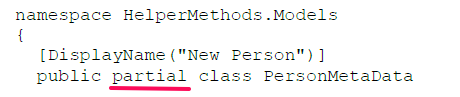 namespace HelperMethods.Models
{
[DisplayName("New Person")]
public partial class PersonMetaData